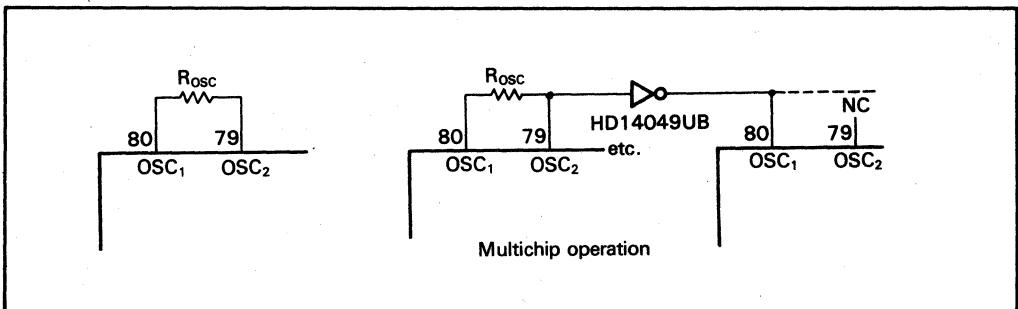 Rosc
80 79
OSC1 OSC2
Rosc
HD14049UB
80 79
etc.
OSC1 OSC2
NC
80 79
OSC1 OSC2
Multichip operation